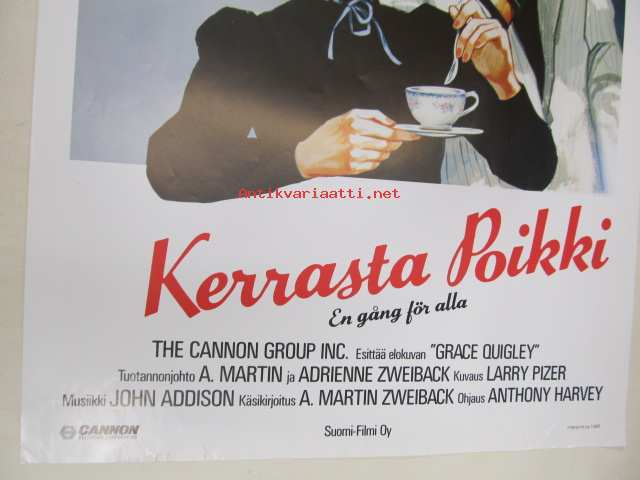 Antikvariaatti.net
Kerrasta Poikki
En gång för alla
THE CANNON GROUP INC. Esittää elokuvan "GRACE QUIGLEY"
Tuotannonjohto A. MARTIN ja ADRIENNE ZWEIBACK Kuvaus LARRY PIZER
Musiikki JOHN ADDISON Käsikirjoitus A. MARTIN ZWEIBACK Ohjaus ANTHONY HARVEY
CANNON
Suomi-Filmi Oy